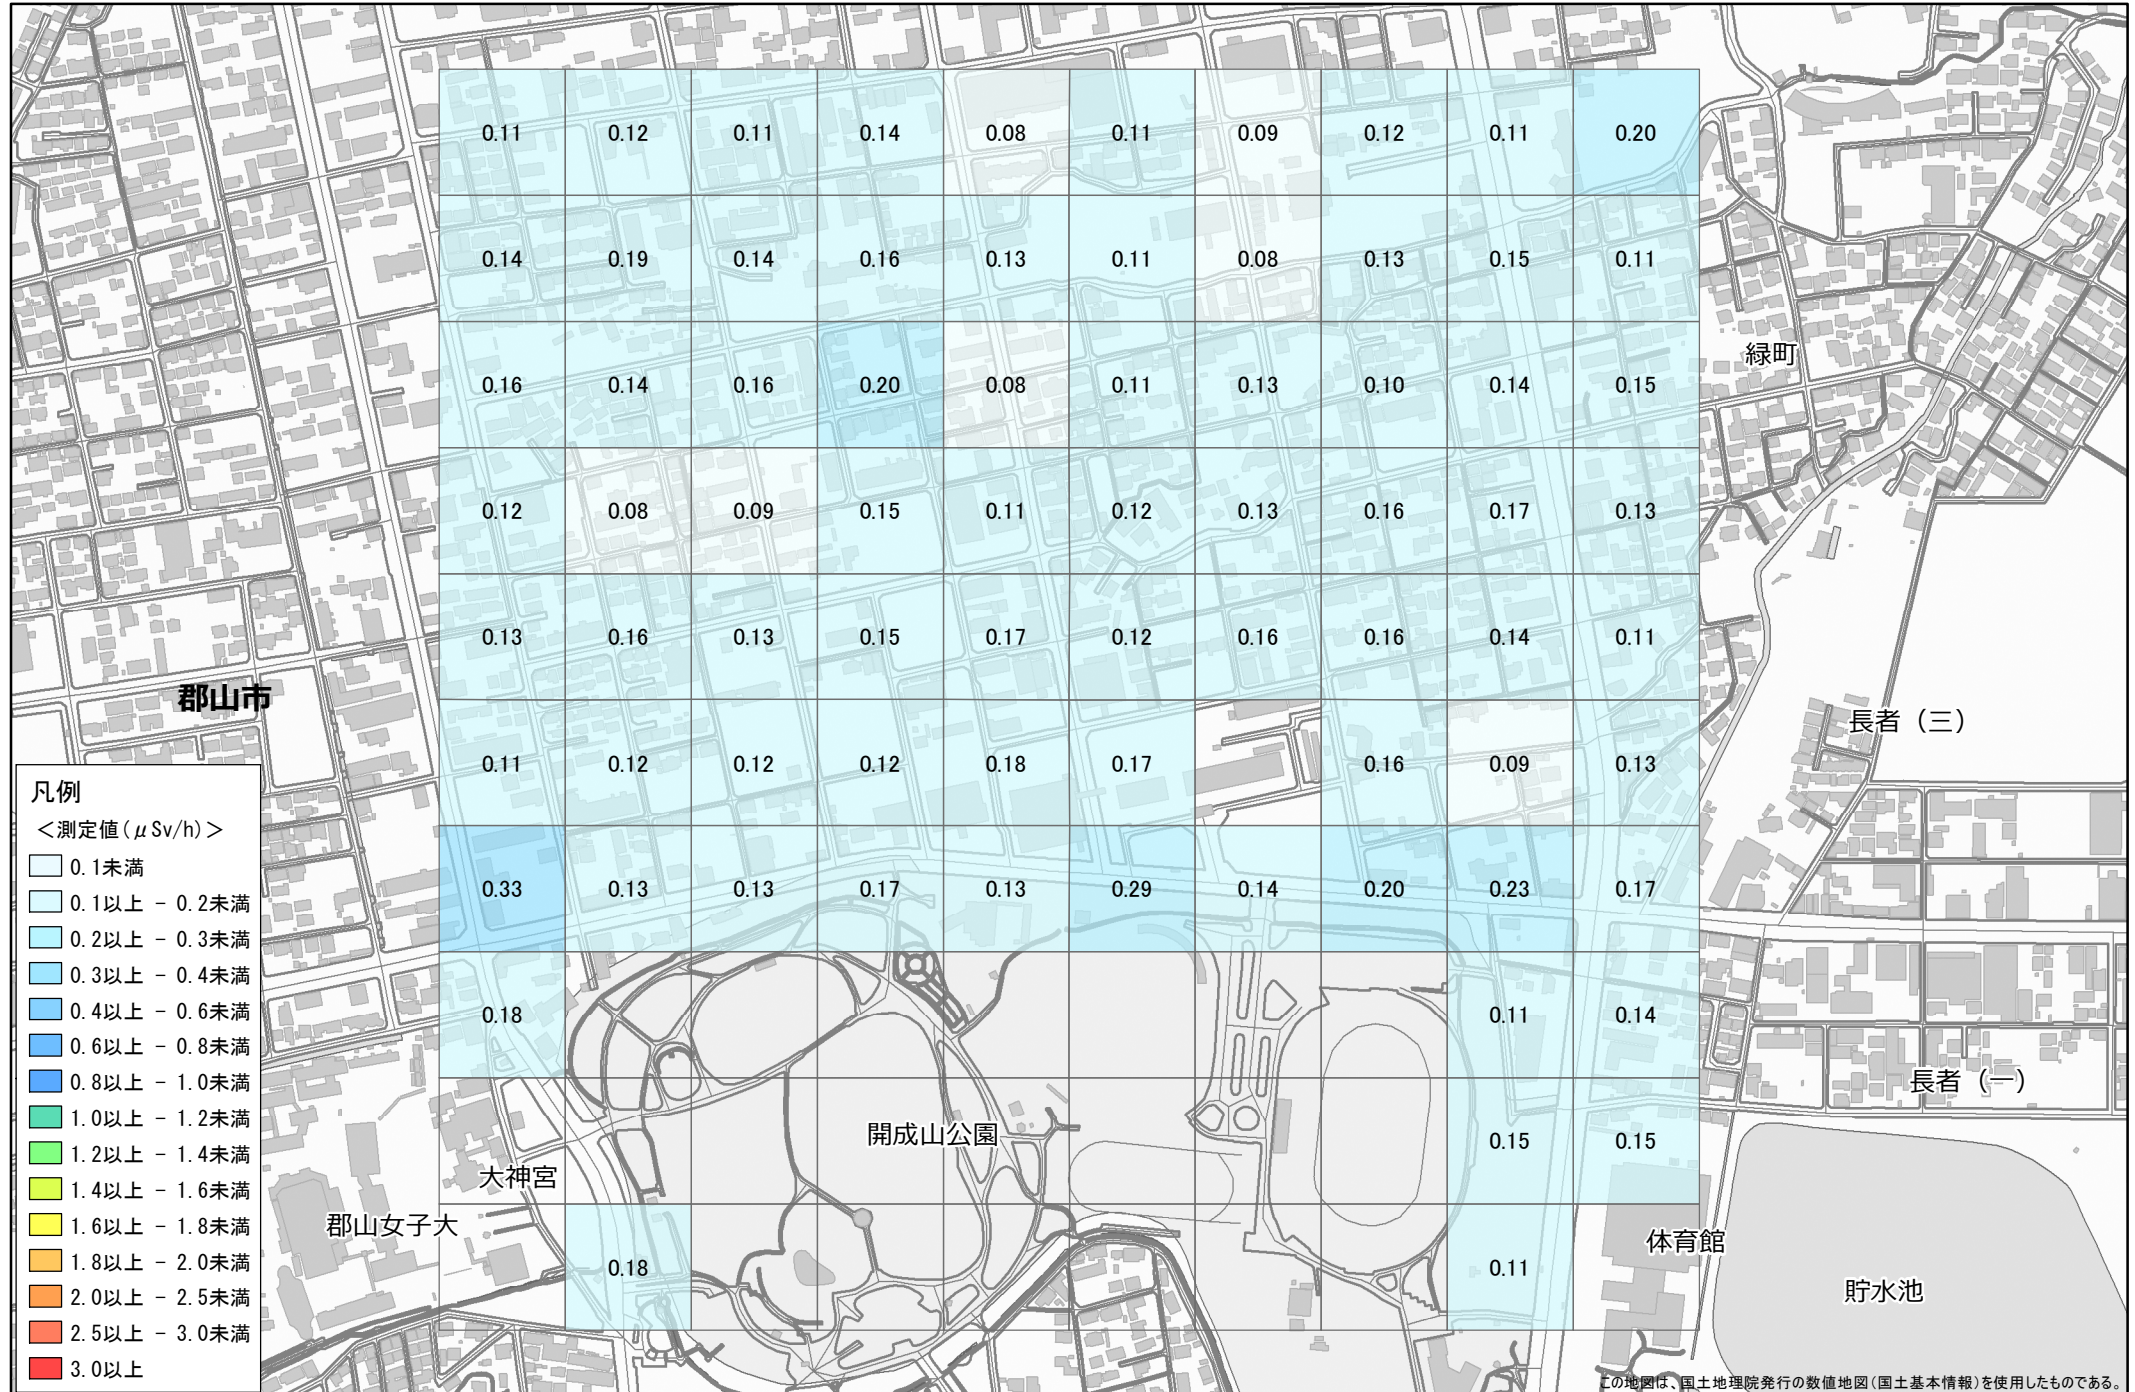 0.11 0.12 0.11 0.14 0.08 0.11 0.09 0.12 0.11 0.20
0.14 0.19 0.14 0.16 0.13 0.11 0.08 0.13 0.15 0.11
緑町
0.16 0.14 0.16 0.20 0.08 0.11 0.13 0.10 0.14 0.15
0.12 0.08 0.09 0.15 0.11 0.12 0.13 0.16 0.17 0.13
0.13 0.16 0.13 0.15 0.17 0.12 0.16 0.16 0.14 0.11
郡山市
長者（三）
0.11 0.12 0.12 0.12 0.18 0.17 0.16 0.09 0.13
0.33 0.13 0.13 0.17 0.13 0.29 0.14 0.20 0.23 0.17
0.18 0.11 0.14
長者（一）
開成山公園
0.15 0.15
大神宮
郡山女子大
体育館
0.18 0.11
貯水池
凡例
＜測定値(μSv/h)＞
0.1未満
0.1以上 － 0.2未満
0.2以上 － 0.3未満
0.3以上 － 0.4未満
0.4以上 － 0.6未満
0.6以上 － 0.8未満
0.8以上 － 1.0未満
1.0以上 － 1.2未満
1.2以上 － 1.4未満
1.4以上 － 1.6未満
1.6以上 － 1.8未満
1.8以上 － 2.0未満
2.0以上 － 2.5未満
2.5以上 － 3.0未満
3.0以上
この地図は、国土地理院発行の数値地図(国土基本情報)を使用したものである。